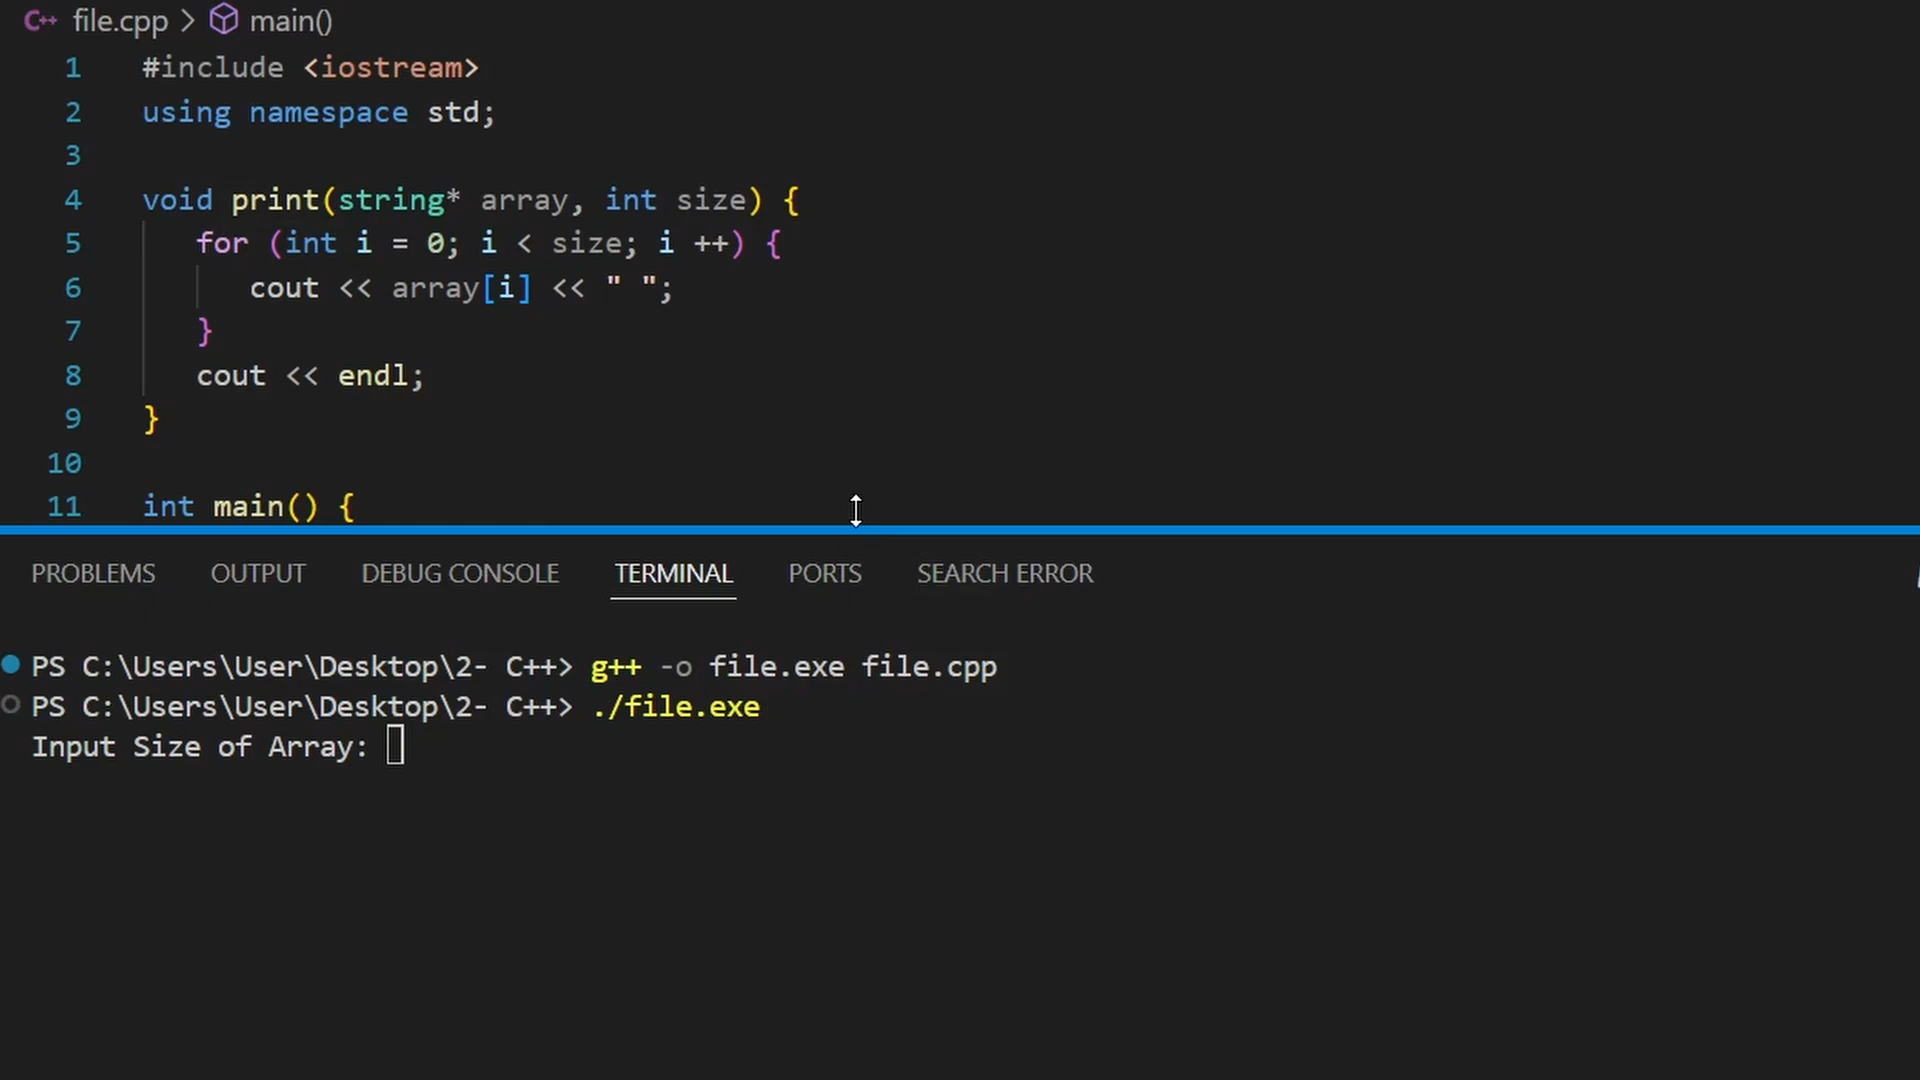 C++ file.cpp > main()
1 #include <iostream>
2 using namespace std;
3
4 void print(string* array, int size) {
5 for (int i = 0; i < size; i ++) {
6 cout << array[i] << " ";
7 }
8 cout << endl;
9 }
10
11 int main() {
PROBLEMS OUTPUT DEBUG CONSOLE TERMINAL PORTS SEARCH ERROR
PS C:\Users\User\Desktop\2- C++> g++ -o file.exe file.cpp
PS C:\Users\User\Desktop\2- C++> ./file.exe
Input Size of Array: